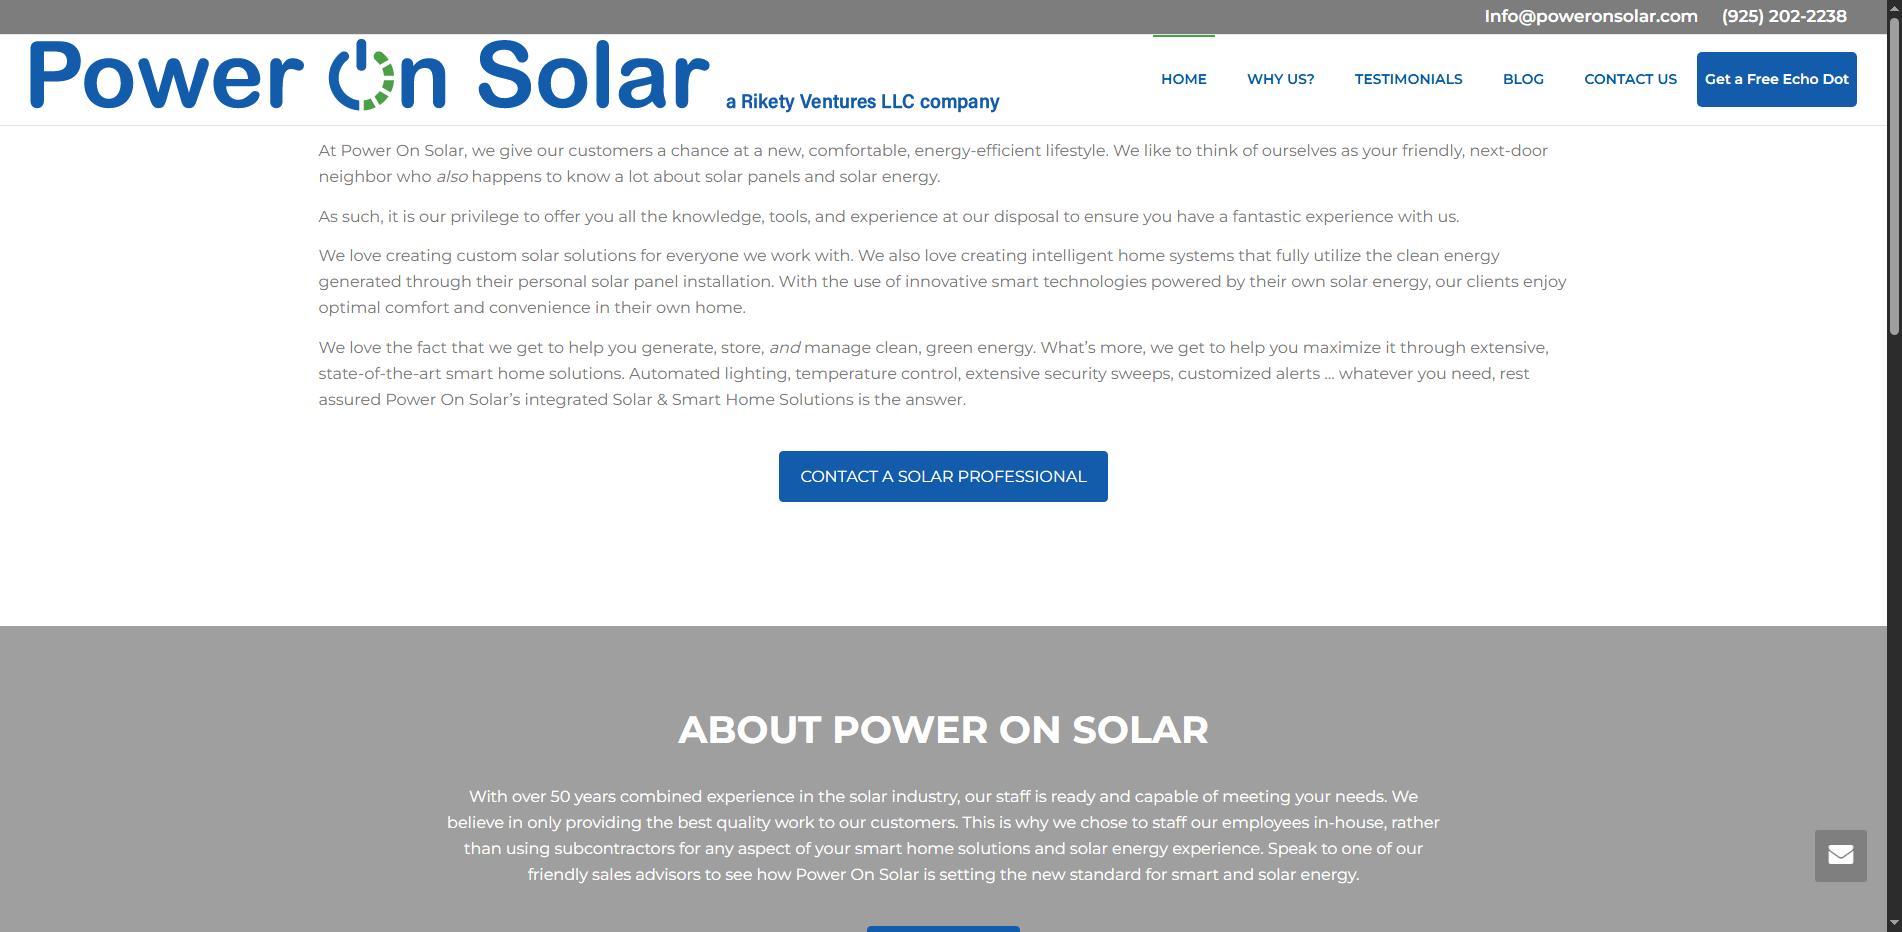 Info@poweronsolar.com (925) 202-2238
Power On Solar a Rikety Ventures LLC company
HOME WHY US? TESTIMONIALS BLOG CONTACT US Get a Free Echo Dot
At Power On Solar, we give our customers a chance at a new, comfortable, energy-efficient lifestyle. We like to think of ourselves as your friendly, next-door
neighbor who also happens to know a lot about solar panels and solar energy.
As such, it is our privilege to offer you all the knowledge, tools, and experience at our disposal to ensure you have a fantastic experience with us.
We love creating custom solar solutions for everyone we work with. We also love creating intelligent home systems that fully utilize the clean energy
generated through their personal solar panel installation. With the use of innovative smart technologies powered by their own solar energy, our clients enjoy
optimal comfort and convenience in their own home.
We love the fact that we get to help you generate, store, and manage clean, green energy. What’s more, we get to help you maximize it through extensive,
state-of-the-art smart home solutions. Automated lighting, temperature control, extensive security sweeps, customized alerts … whatever you need, rest
assured Power On Solar’s integrated Solar & Smart Home Solutions is the answer.
CONTACT A SOLAR PROFESSIONAL
ABOUT POWER ON SOLAR
With over 50 years combined experience in the solar industry, our staff is ready and capable of meeting your needs. We
believe in only providing the best quality work to our customers. This is why we chose to staff our employees in-house, rather
than using subcontractors for any aspect of your smart home solutions and solar energy experience. Speak to one of our
friendly sales advisors to see how Power On Solar is setting the new standard for smart and solar energy.